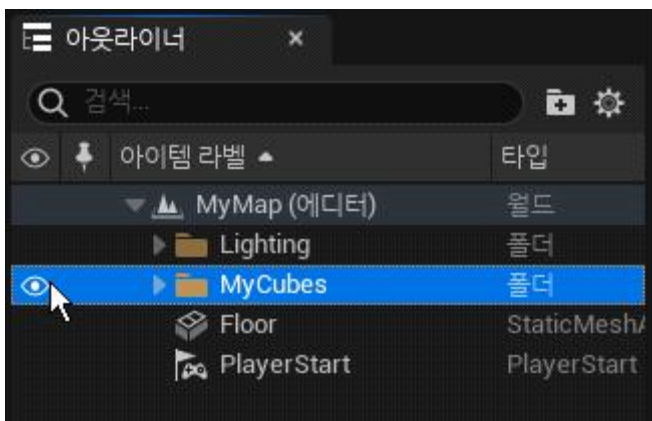 아웃라이너
검색...
아이템 라벨 타입
MyMap (에디터) 월드
Lighting 폴더
MyCubes 폴더
Floor StaticMesh
PlayerStart PlayerStart